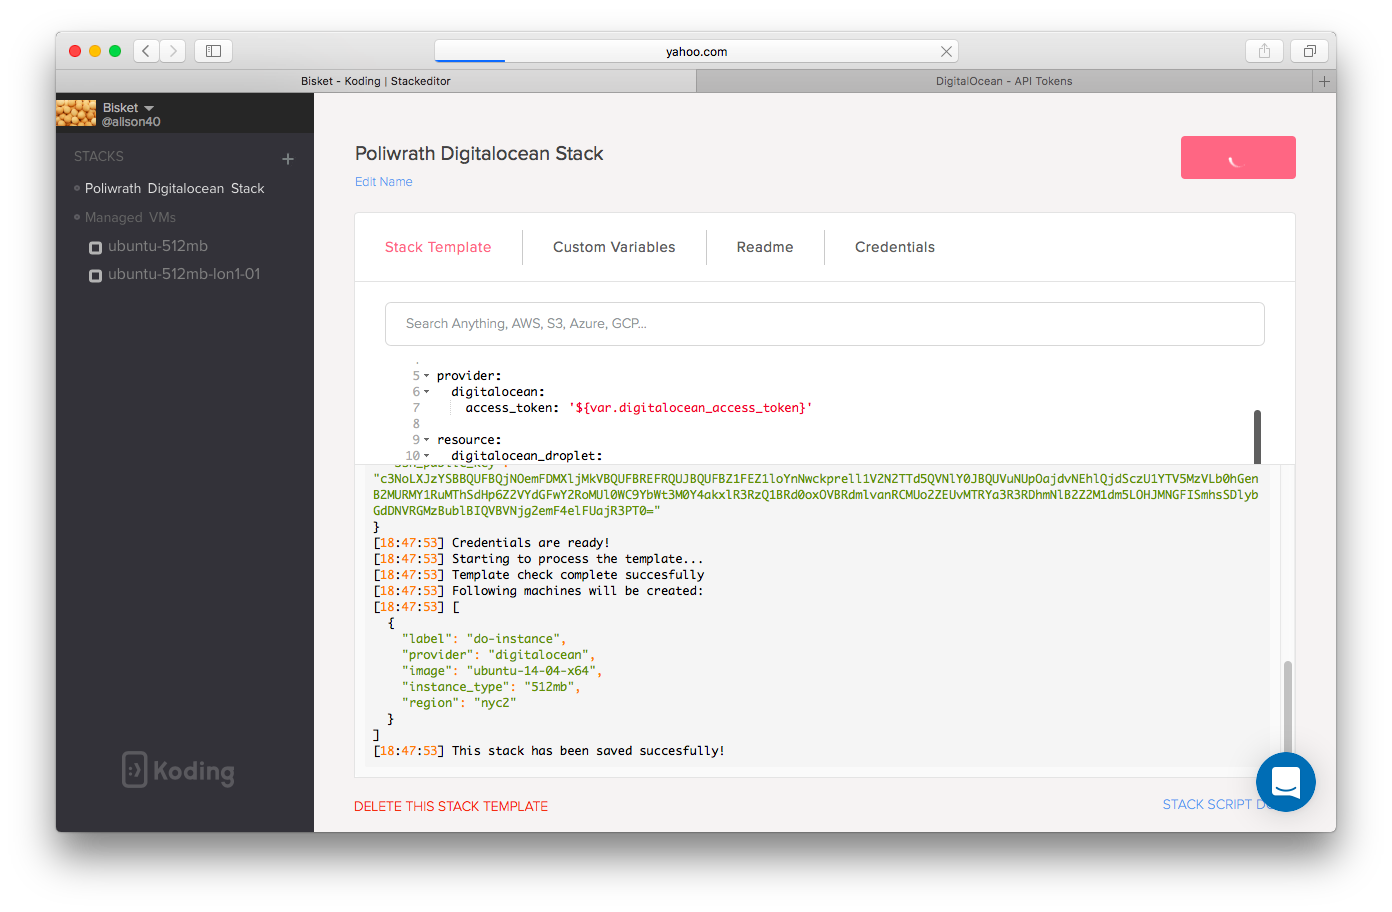 yahoo.com
Bisket - Koding | Stackeditor
DigitalOcean - API Tokens
Bisket
@alison40
STACKS
Poliwrath Digitalocean Stack
Managed VMs
ubuntu-512mb
ubuntu-512mb-lon1-01
Koding
Poliwrath Digitalocean Stack
Edit Name
Stack Template
Custom Variables
Readme
Credentials
Search Anything, AWS, S3, Azure, GCP...
5 provider:
6 digitalocean:
7 access_token: '${var.digitalocean_access_token}'
8
9 resource:
10 digitalocean_droplet:
}
[18:47:53] Credentials are ready!
[18:47:53] Starting to process the template...
[18:47:53] Template check complete succesfully
[18:47:53] Following machines will be created:
[18:47:53] [
{
"label": "do-instance",
"provider": "digitalocean",
"image": "ubuntu-14-04-x64",
"instance_type": "512mb",
"region": "nyc2"
}
]
[18:47:53] This stack has been saved succesfully!
DELETE THIS STACK TEMPLATE
STACK SCRIPT